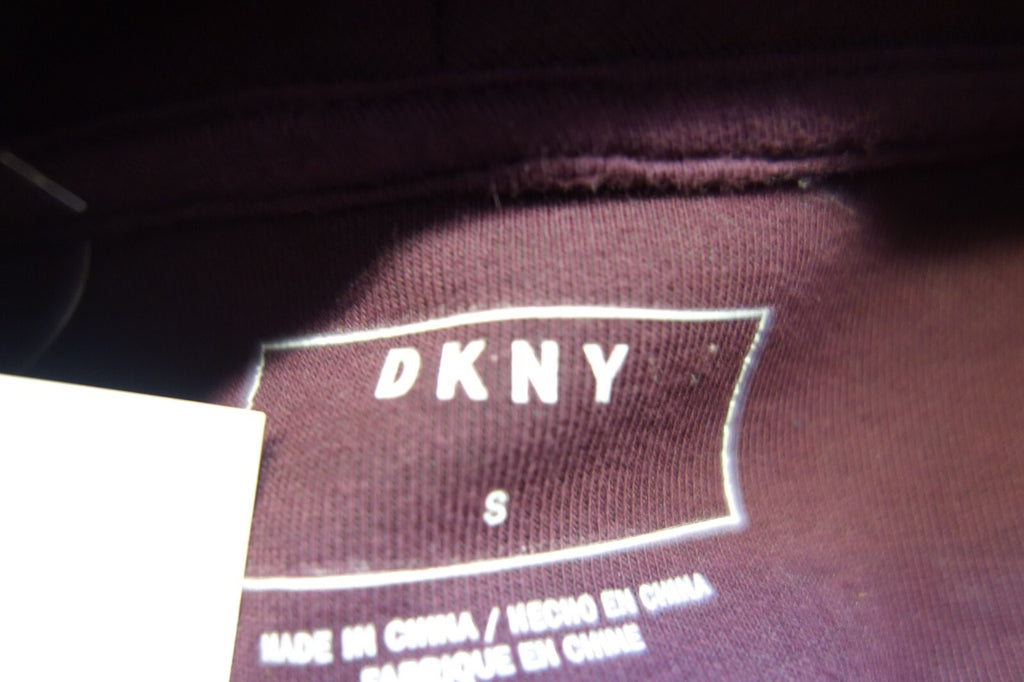 DKNY
S
MADE IN CHINA / HECHO EN CHINA
FABRIQUE EN CHINE